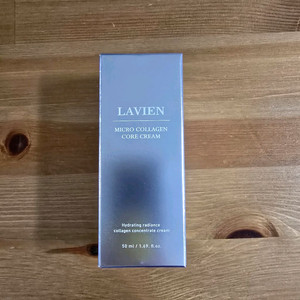 LAVIEN
MICRO COLLAGEN
CORE CREAM
Hydrating radiance
collagen concentrate cream
50 ml / 1.69 fl oz.